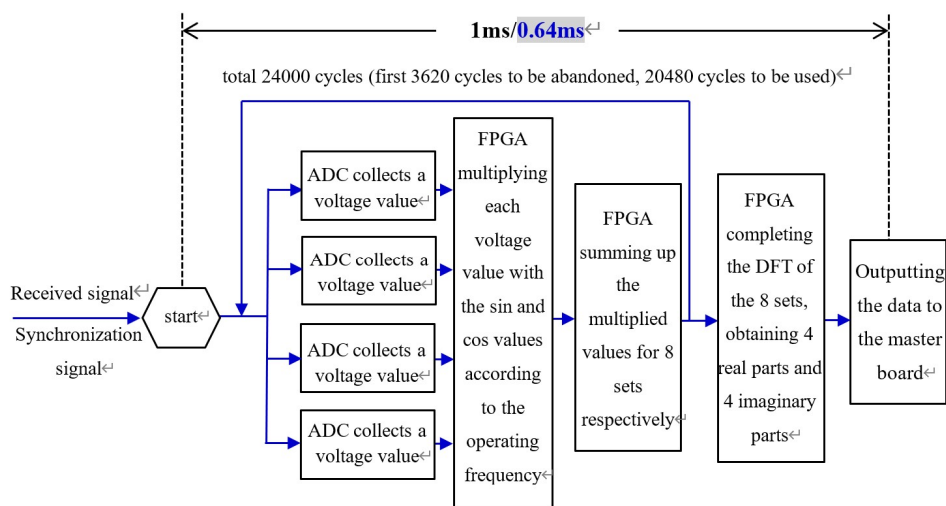 1ms/0.64ms↵
total 24000 cycles (first 3620 cycles to be abandoned, 20480 cycles to be used)↵
Received signal↵
Synchronization
signal↵
start↵
ADC collects a
voltage value↵
ADC collects a
voltage value↵
ADC collects a
voltage value↵
ADC collects a
voltage value↵
FPGA
multiplying
each
voltage
value with
the sin and
cos values
according
to the
operating
frequency↵
FPGA
summing up
the
multiplied
values for 8
sets
respectively↵
FPGA
completing
the DFT of
the 8 sets,
obtaining 4
real parts and
4 imaginary
parts↵
Outputting
the data to
the master
board↵